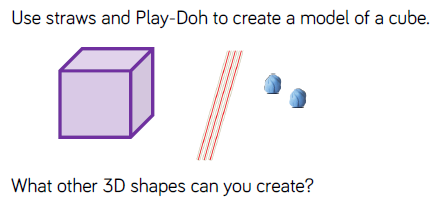 Use straws and Play-Doh to create a model of a cube.
What other 3D shapes can you create?